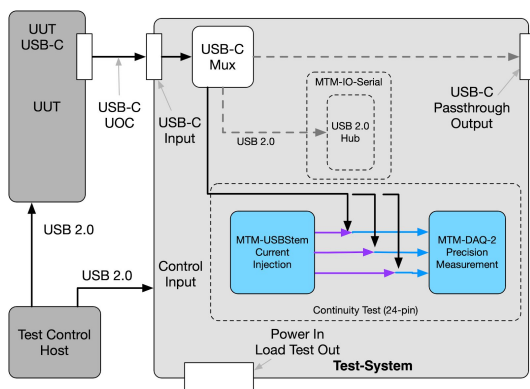 UUT
USB-C
UUT
USB-C
UOC
USB-C
Input
USB-C
Mux
MTM-IO-Serial
USB 2.0
Hub
USB 2.0
USB-C
Passthrough
Output
USB 2.0
USB 2.0
Control
Input
MTM-USBStem
Current
Injection
MTM-DAQ-2
Precision
Measurement
Continuity Test (24-pin)
Test Control
Host
Power In
Load Test Out
Test-System